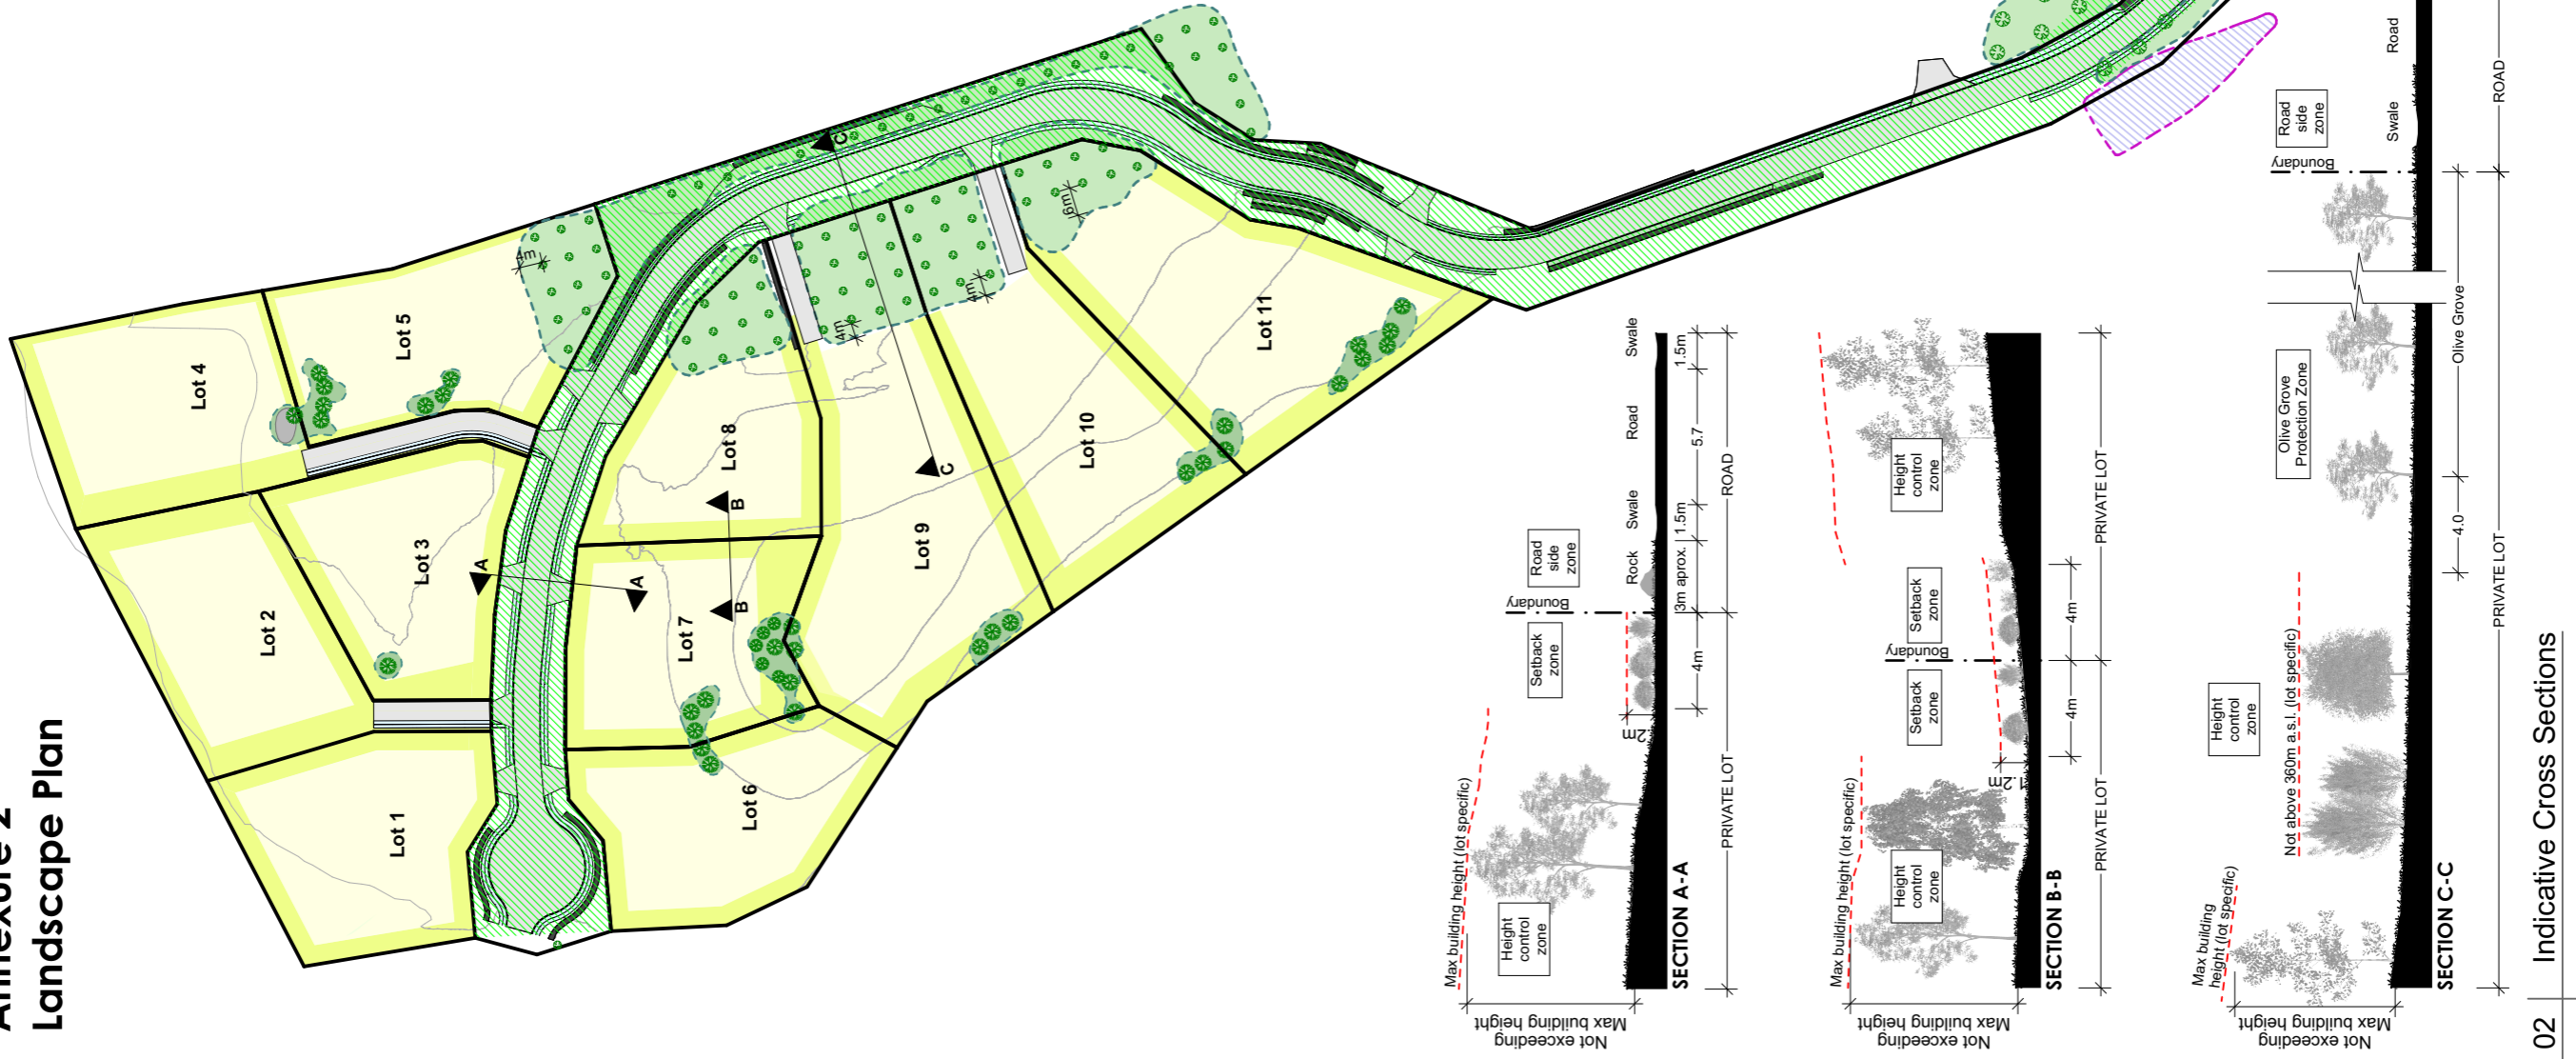 Annexure 2
Landscape Plan
Lot 1
Lot 2
Lot 3
Lot 4
Lot 5
Lot 6
Lot 7
Lot 8
Lot 9
Lot 10
Lot 11
A
A
B
B
C
C
4m
4m
4m
6m
Max building height (lot specific)
Height
control
zone
Setback
zone
Boundary
Road
side
zone
Rock
Swale
Road
Swale
1.2m
4m
3m aprox.
1.5m
5.7
1.5m
PRIVATE LOT
ROAD
Not exceeding
Max building height
SECTION A-A
Max building height (lot specific)
Height
control
zone
Setback
zone
Boundary
Setback
zone
Height
control
zone
1.2m
4m
4m
PRIVATE LOT
PRIVATE LOT
Not exceeding
Max building height
SECTION B-B
Max building
height (lot specific)
Not above 360m a.s.l. (lot specific)
Height
control
zone
Olive Grove
Protection Zone
Boundary
Road
side
zone
Swale
Road
4.0
Olive Grove
PRIVATE LOT
ROAD
Not exceeding
Max building height
SECTION C-C
02
Indicative Cross Sections